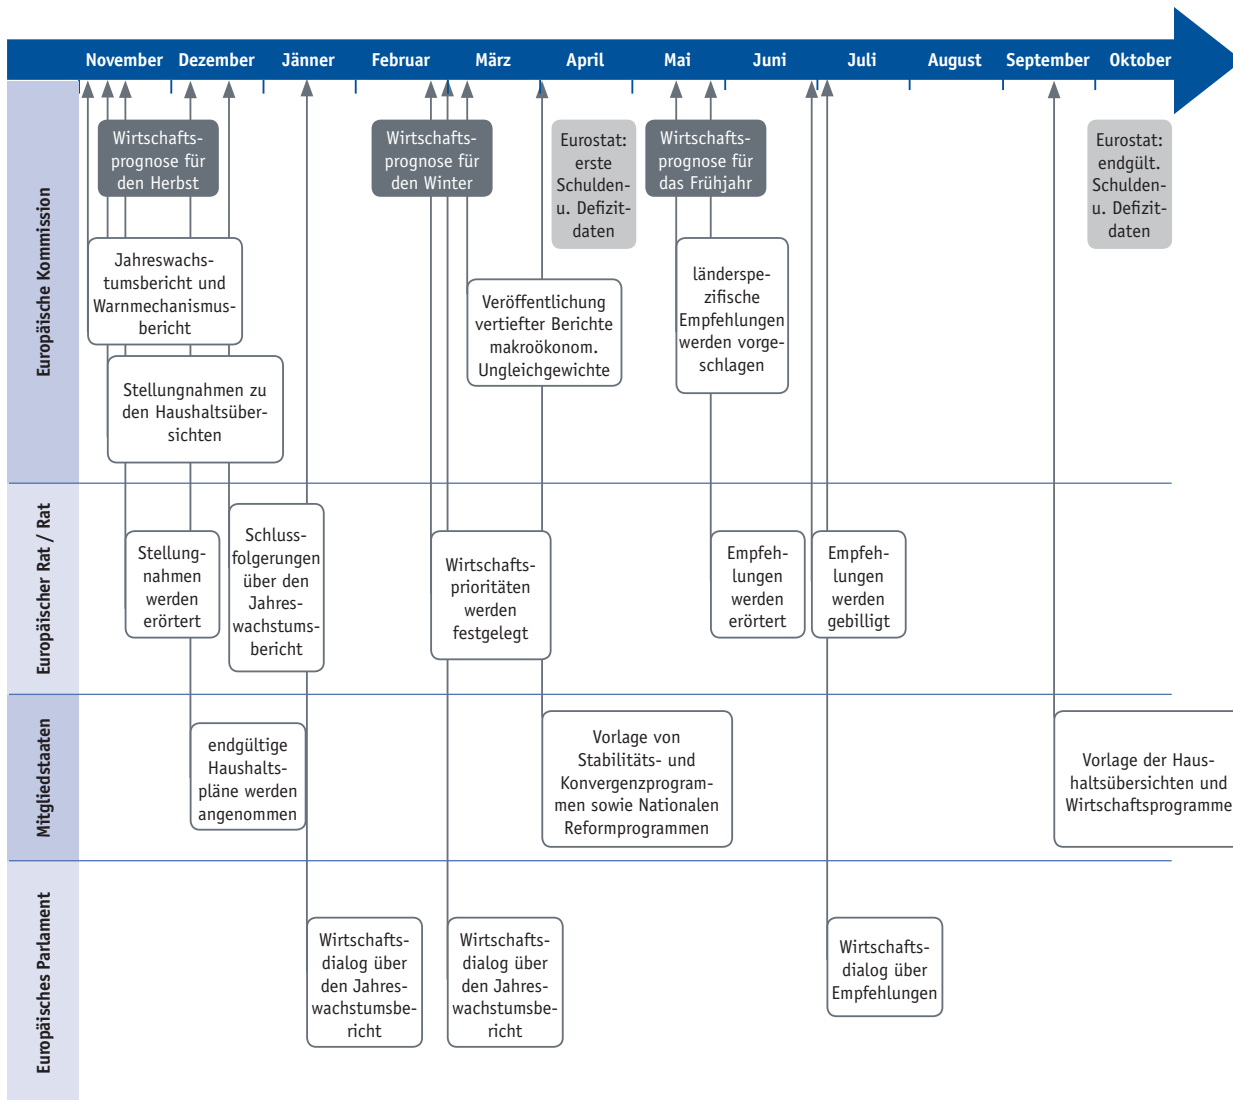 November Dezember Jänner Februar März April Mai Juni Juli August September Oktober
Europäische Kommission
Wirtschafts-
prognose für
den Herbst
Wirtschafts-
prognose für
den Winter
Eurostat:
erste
Schulden-
u. Defizit-
daten
Wirtschafts-
prognose für
das Frühjahr
Eurostat:
endgült.
Schulden-
u. Defizit-
daten
Jahreswachs-
tumsbericht und
Warnmechanismus-
bericht
Veröffentlichung
vertiefter Berichte
makroökonom.
Ungleichgewichte
länderspe-
zifische
Empfehlungen
werden vorge-
schlagen
Stellungnahmen zu
den Haushaltsüber-
sichten
Europäischer Rat / Rat
Stellung-
nahmen
werden
erörtert
Schluss-
folgerungen
über den
Jahres-
wachstums-
bericht
Wirtschafts-
prioritäten
werden
festgelegt
Empfeh-
lungen
werden
erörtert
Empfeh-
lungen
werden
gebilligt
Mitgliedstaaten
endgültige
Haushalts-
pläne werden
angenommen
Vorlage von
Stabilitäts- und
Konvergenzprogram-
men sowie Nationalen
Reformprogrammen
Vorlage der Haus-
haltsübersichten und
Wirtschaftsprogramme
Europäisches Parlament
Wirtschafts-
dialog über
den Jahres-
wachstumsbe-
richt
Wirtschafts-
dialog über
den Jahres-
wachstumsbe-
richt
Wirtschafts-
dialog über
Empfehlungen